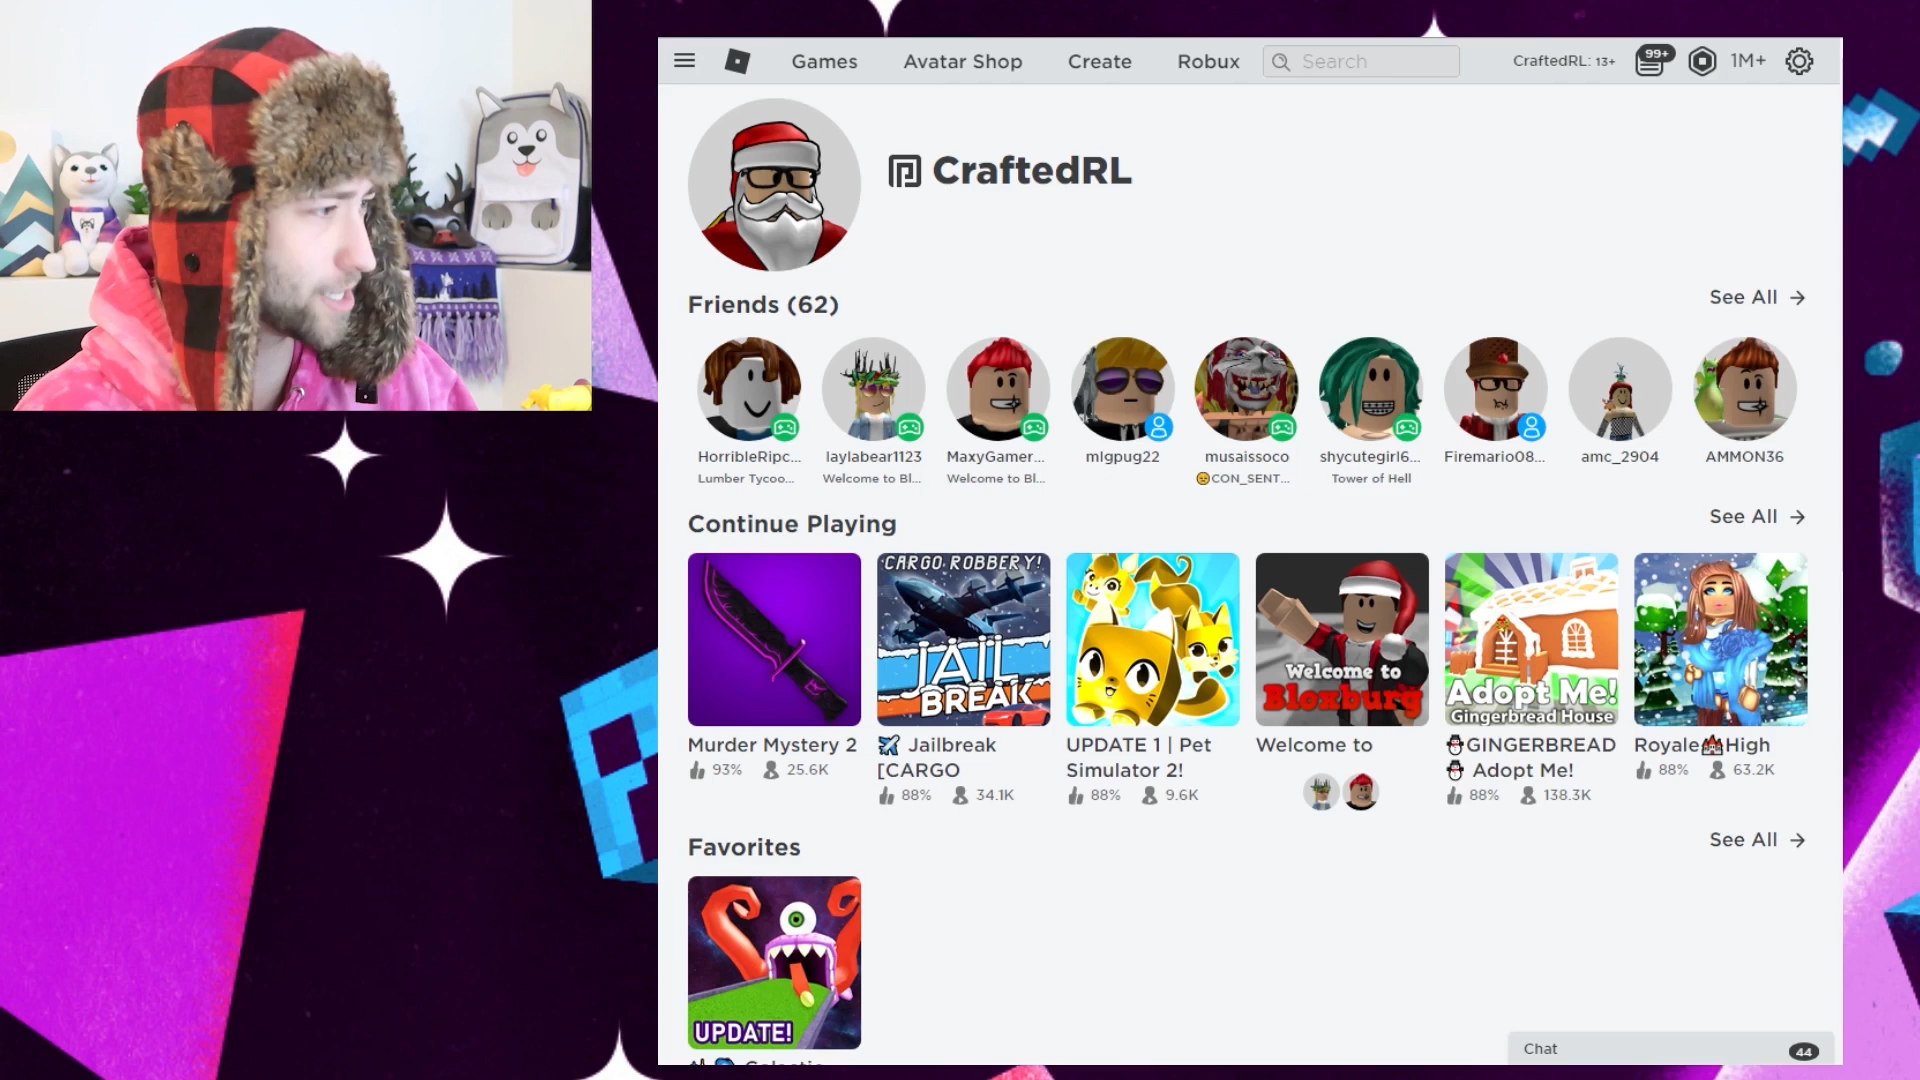 Games
Avatar Shop
Create
Robux
Search
CraftedRL: 13+
99+
1M+
CraftedRL
Friends (62)
See All
HorribleRipc...
laylabear1123
MaxyGamer...
mlgpug22
musaissoco
shycutegirl6...
Firemario08...
amc_2904
AMMON36
Lumber Tycoo...
Welcome to Bl...
Welcome to Bl...
CON_SENT...
Tower of Hell
Continue Playing
See All
CARGO ROBBERY!
JAIL
BREAK
Welcome to
Bloxburg
Adopt Me!
Gingerbread House
Murder Mystery 2
93% 25.6K
✈️ Jailbreak
[CARGO
88% 34.1K
UPDATE 1 | Pet
Simulator 2!
88% 9.6K
Welcome to
⛄GINGERBREAD
⛄ Adopt Me!
88% 138.3K
Royale🏰High
88% 63.2K
Favorites
See All
UPDATE!
Chat
44